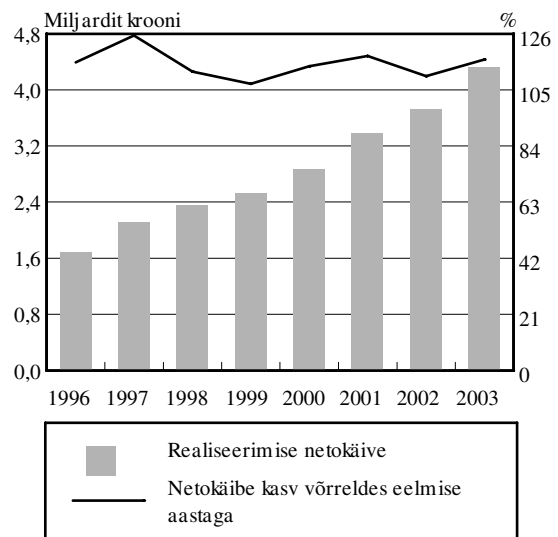 Miljardit krooni %
4,8 126
4,0 105
3,2 84
2,4 63
1,6 42
0,8 21
0,0 0
1996 1997 1998 1999 2000 2001 2002 2003
Realiseerimise netokäive
Netokäibe kasv võrreldes eelmise
aastaga